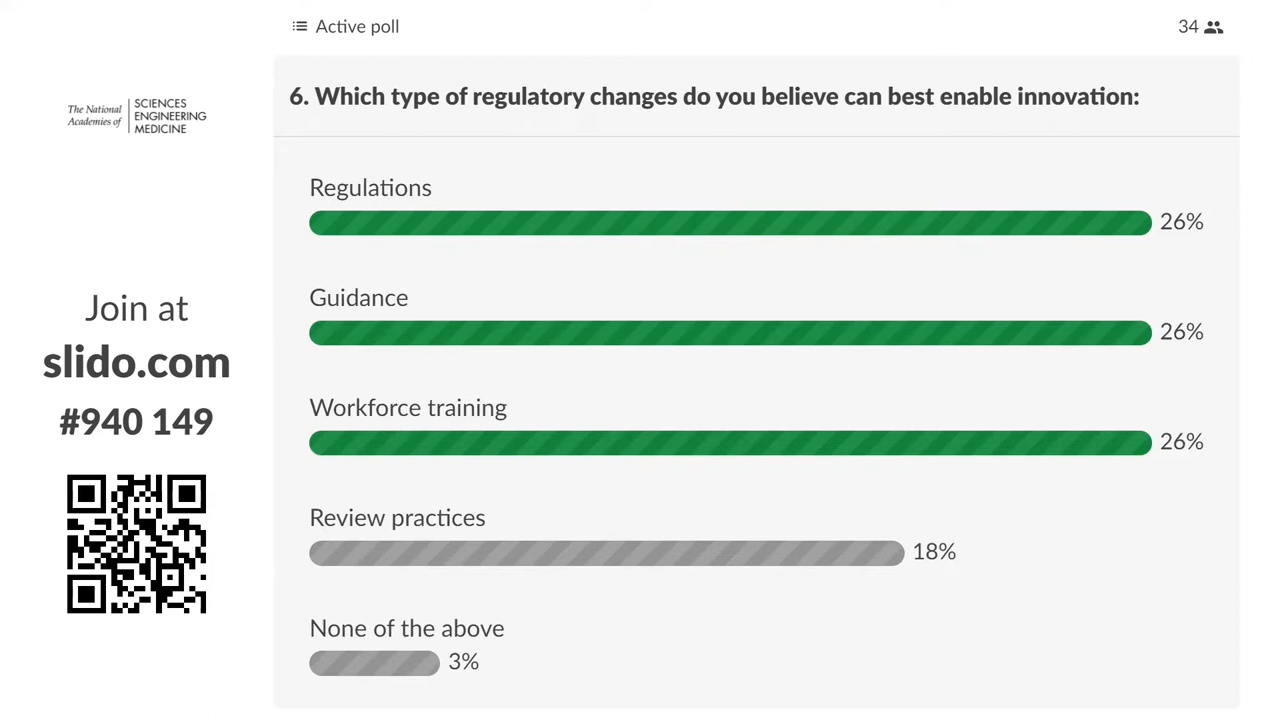 Active poll
34
The National
Academies of
SCIENCES
ENGINEERING
MEDICINE
Join at
slido.com
#940 149
6. Which type of regulatory changes do you believe can best enable innovation:
Regulations
26%
Guidance
26%
Workforce training
26%
Review practices
18%
None of the above
3%